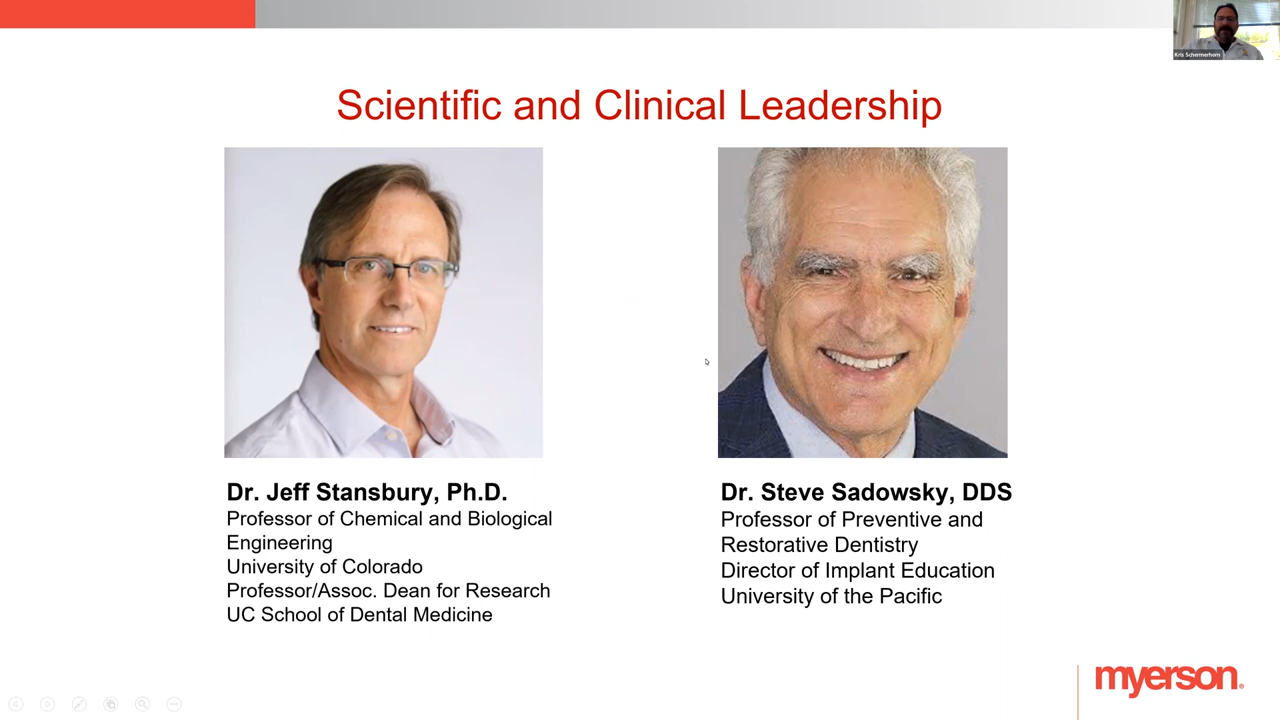 Kris Schermerhorn
Scientific and Clinical Leadership
Dr. Jeff Stansbury, Ph.D.
Professor of Chemical and Biological
Engineering
University of Colorado
Professor/Assoc. Dean for Research
UC School of Dental Medicine
Dr. Steve Sadowsky, DDS
Professor of Preventive and
Restorative Dentistry
Director of Implant Education
University of the Pacific
myerson®